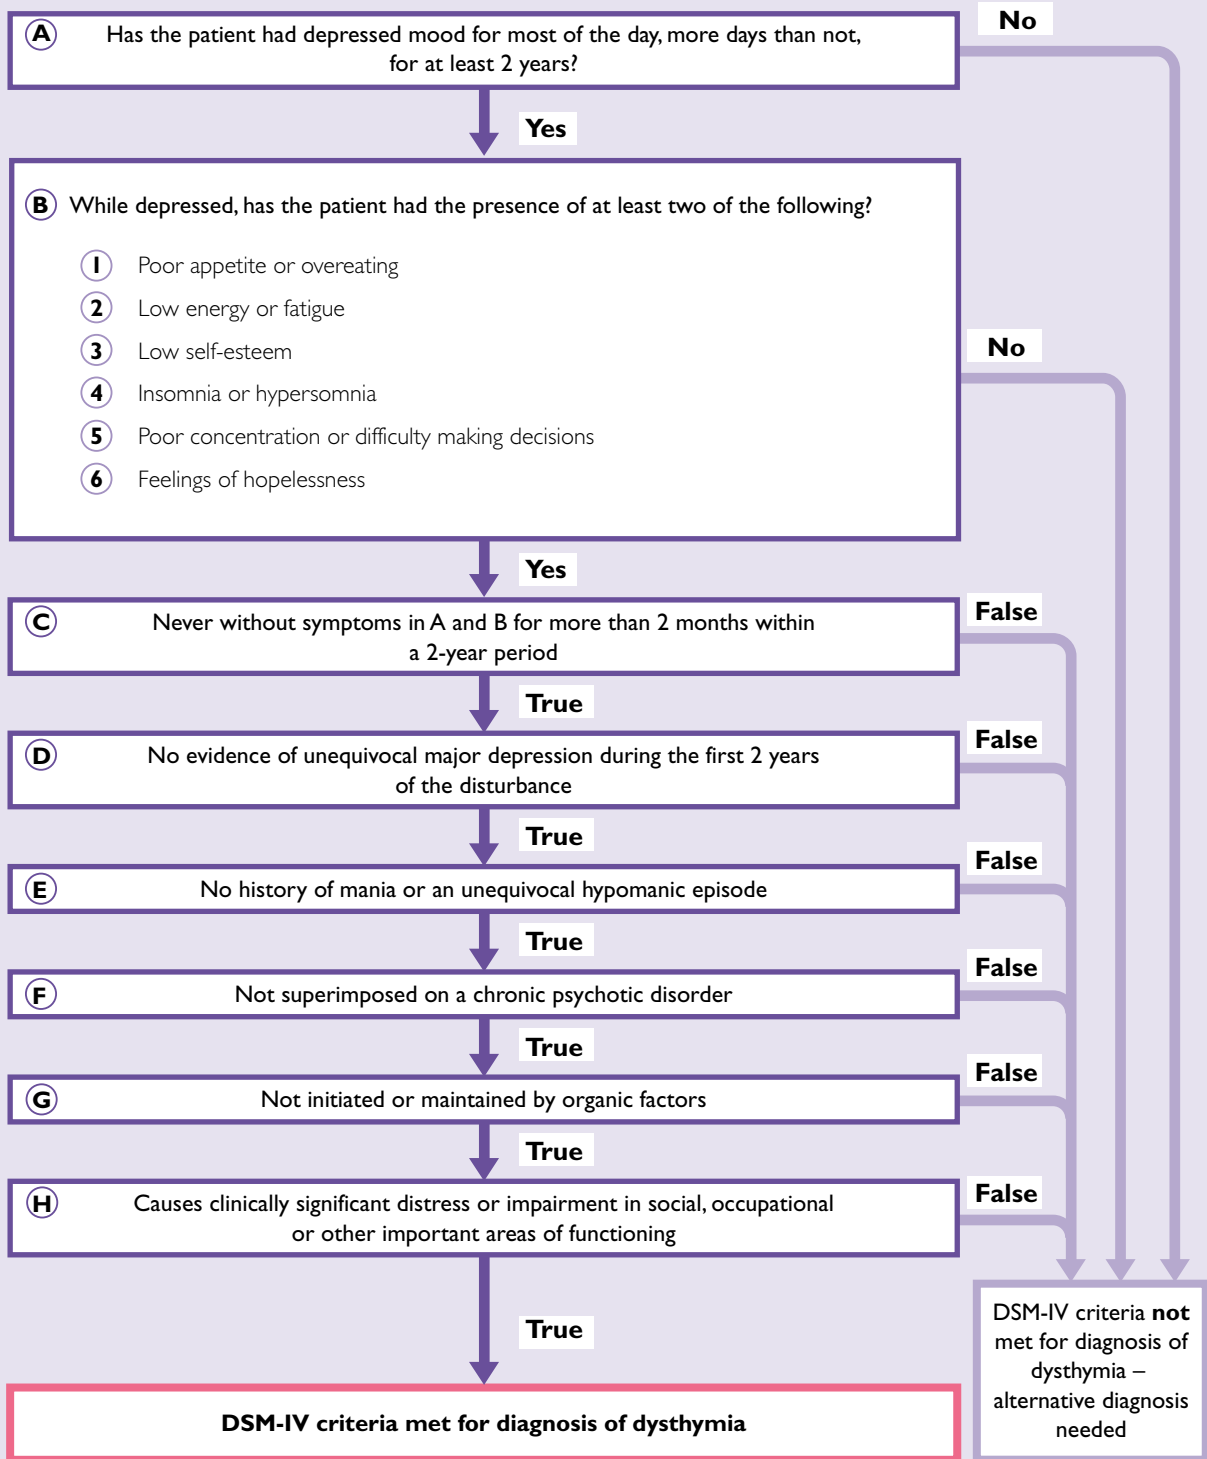 No
A Has the patient had depressed mood for most of the day, more days than not,
for at least 2 years?
Yes
B While depressed, has the patient had the presence of at least two of the following?
1 Poor appetite or overeating
2 Low energy or fatigue
3 Low self-esteem
No
4 Insomnia or hypersomnia
5 Poor concentration or difficulty making decisions
6 Feelings of hopelessness
Yes
C Never without symptoms in A and B for more than 2 months within
a 2-year period
False
True
D No evidence of unequivocal major depression during the first 2 years
of the disturbance
False
True
E No history of mania or an unequivocal hypomanic episode
False
True
F Not superimposed on a chronic psychotic disorder
False
True
G Not initiated or maintained by organic factors
False
True
H Causes clinically significant distress or impairment in social, occupational
or other important areas of functioning
False
True
DSM-IV criteria met for diagnosis of dysthymia
DSM-IV criteria not
met for diagnosis of
dysthymia –
alternative diagnosis
needed